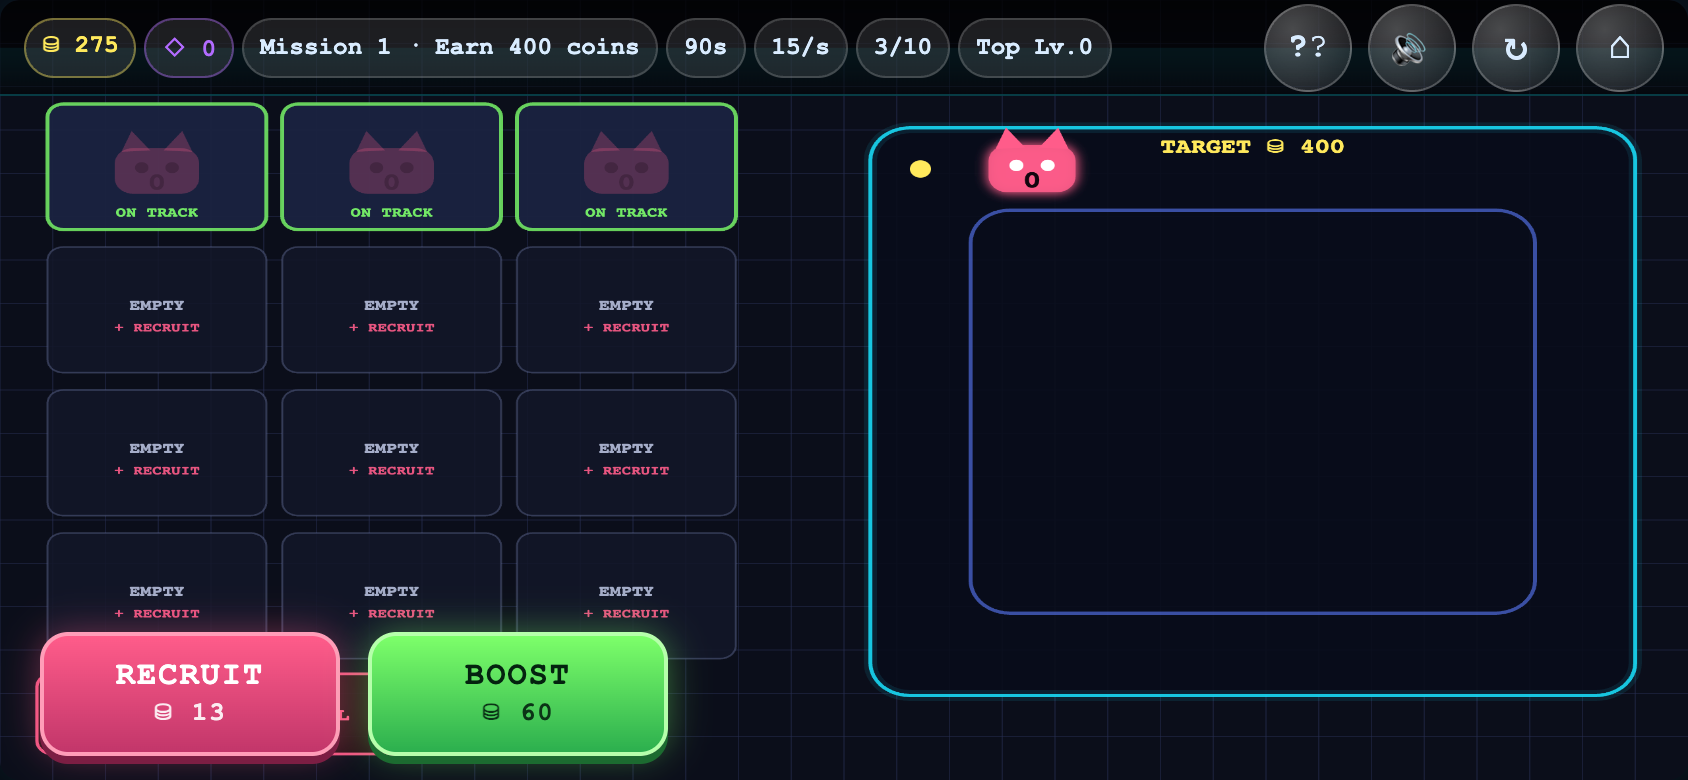 275
0
Mission 1 · Earn 400 coins
90s
15/s
3/10
Top Lv.0
??
TARGET 400
0
0 0 0
ON TRACK ON TRACK ON TRACK
EMPTY EMPTY EMPTY
+ RECRUIT + RECRUIT + RECRUIT
EMPTY EMPTY EMPTY
+ RECRUIT + RECRUIT + RECRUIT
EMPTY EMPTY EMPTY
+ RECRUIT + RECRUIT + RECRUIT
RECRUIT
13
L
BOOST
60